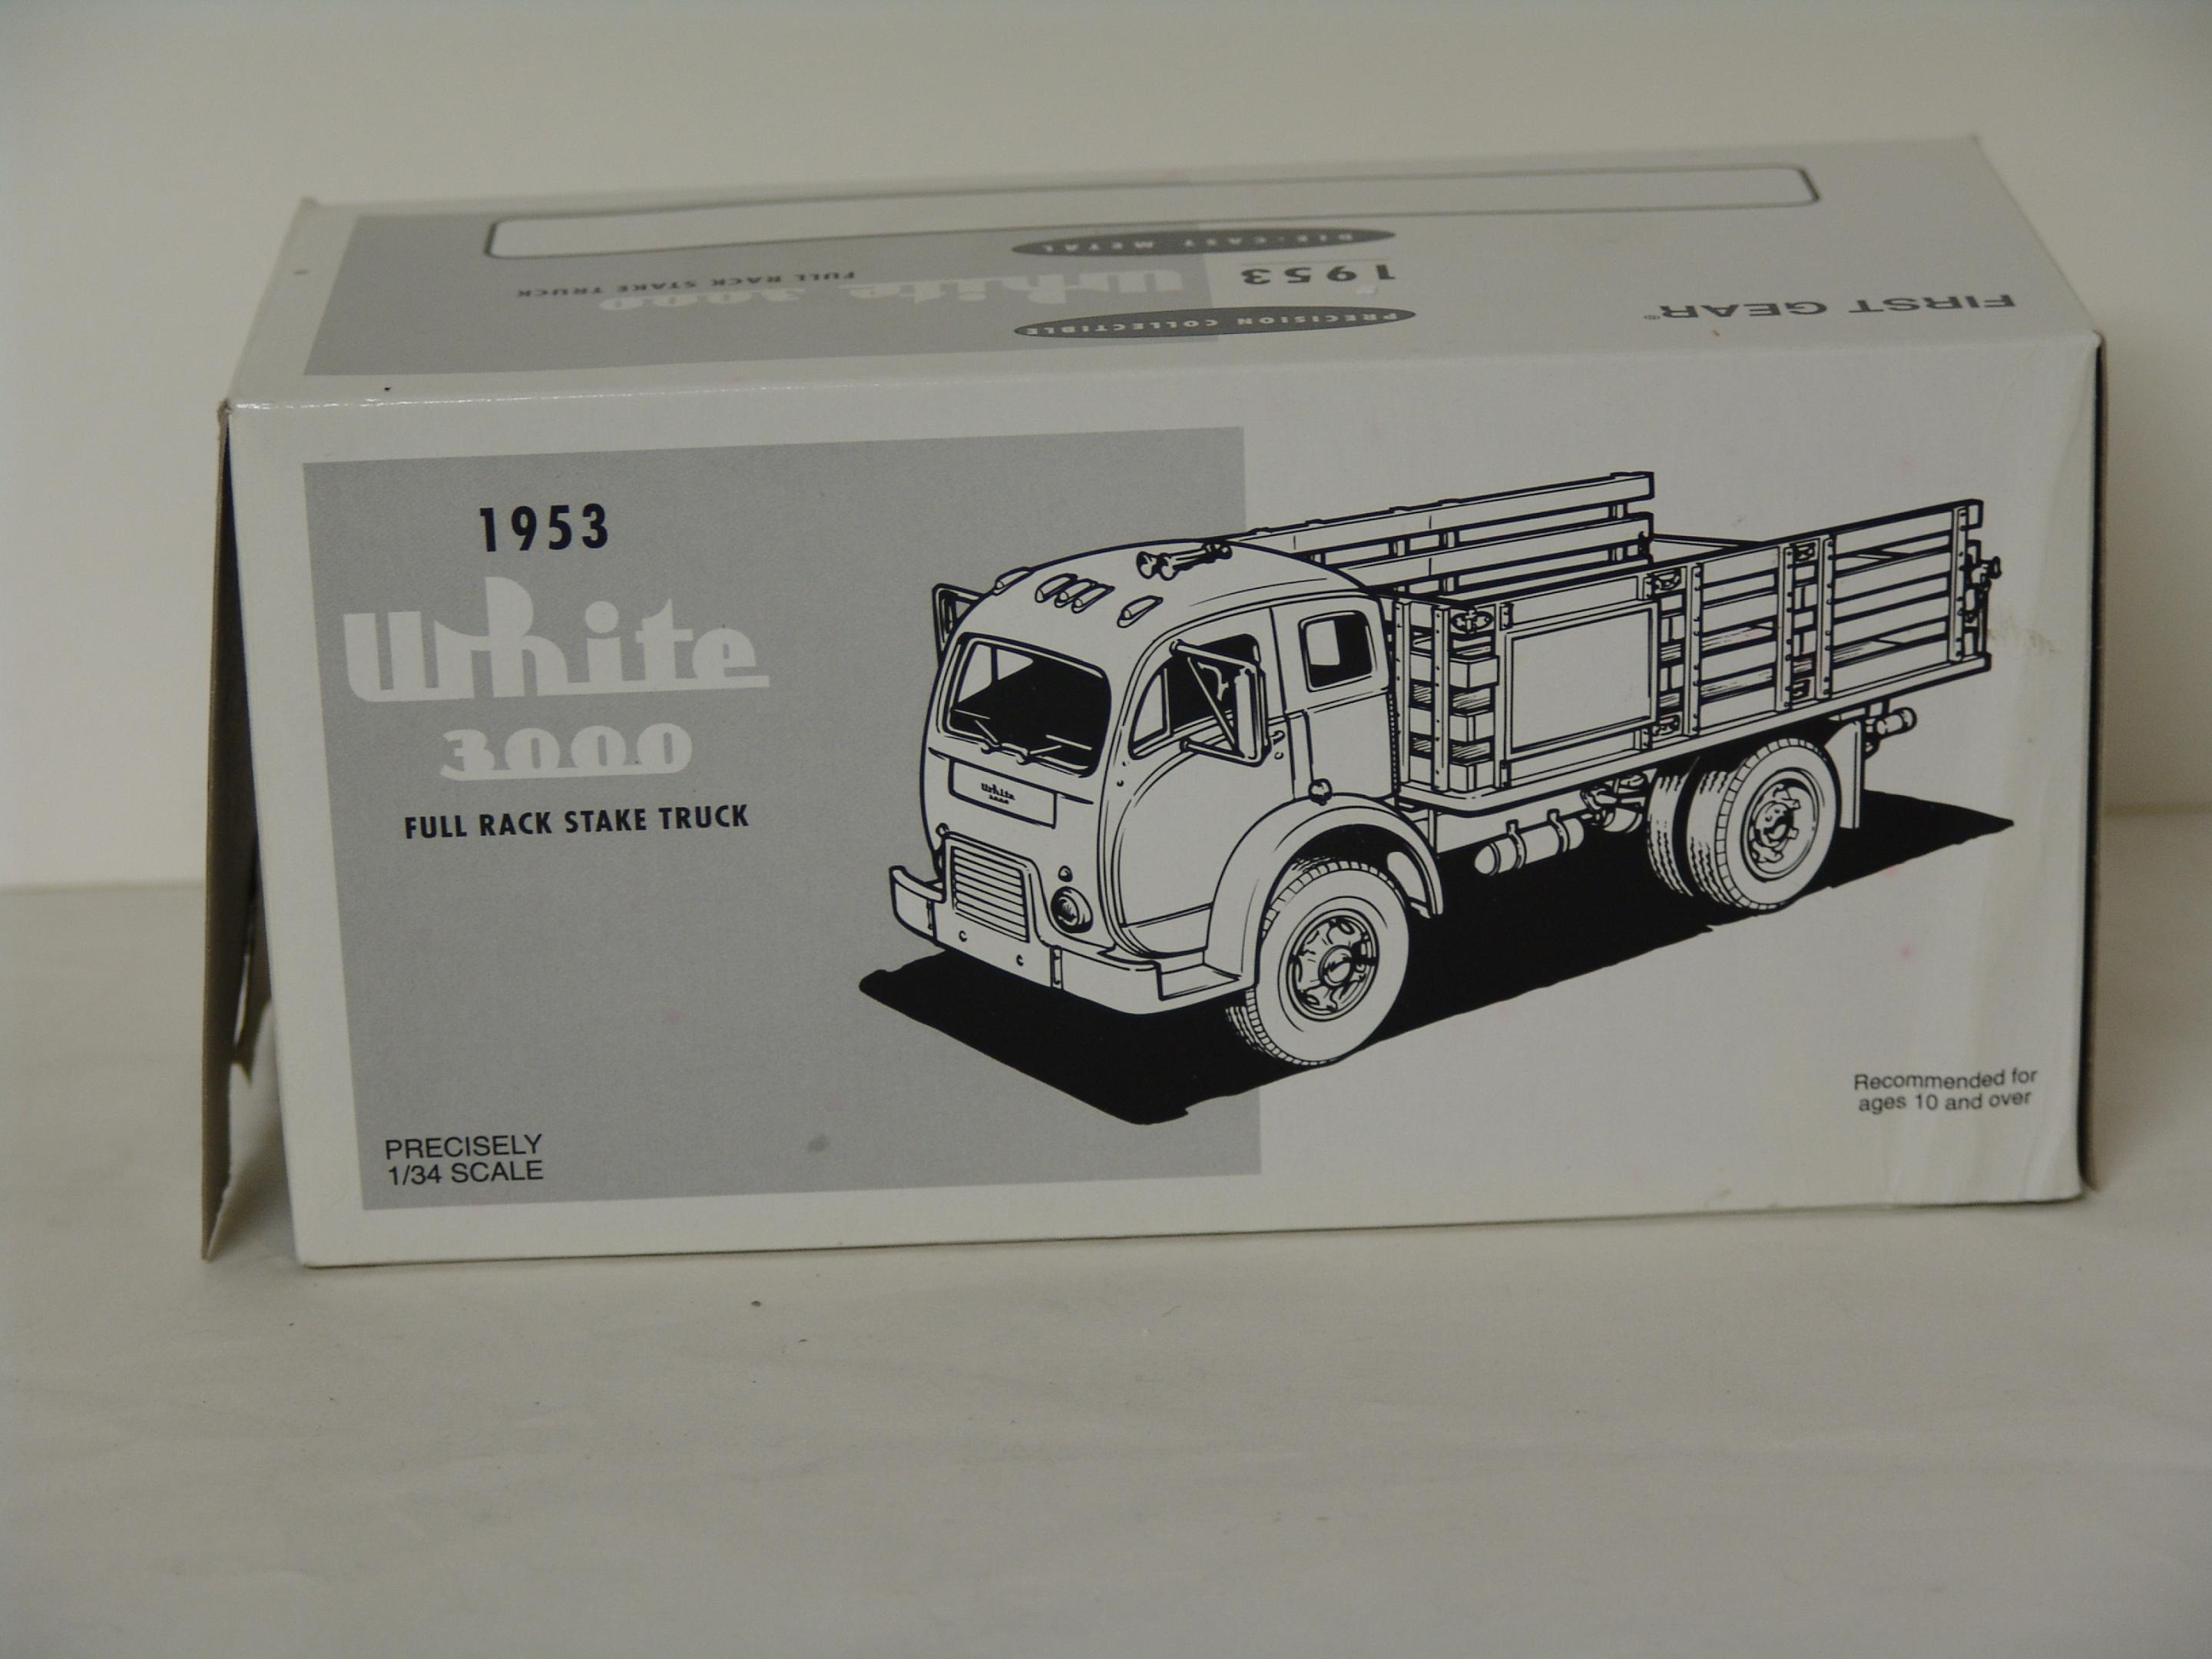 FIRST GEAR®
PRECISION COLLECTIBLE
1953
DIE-CAST METAL
White 3000
FULL RACK STAKE TRUCK
1953
White
3000
FULL RACK STAKE TRUCK
White
3000
PRECISELY
1/34 SCALE
Recommended for
ages 10 and over